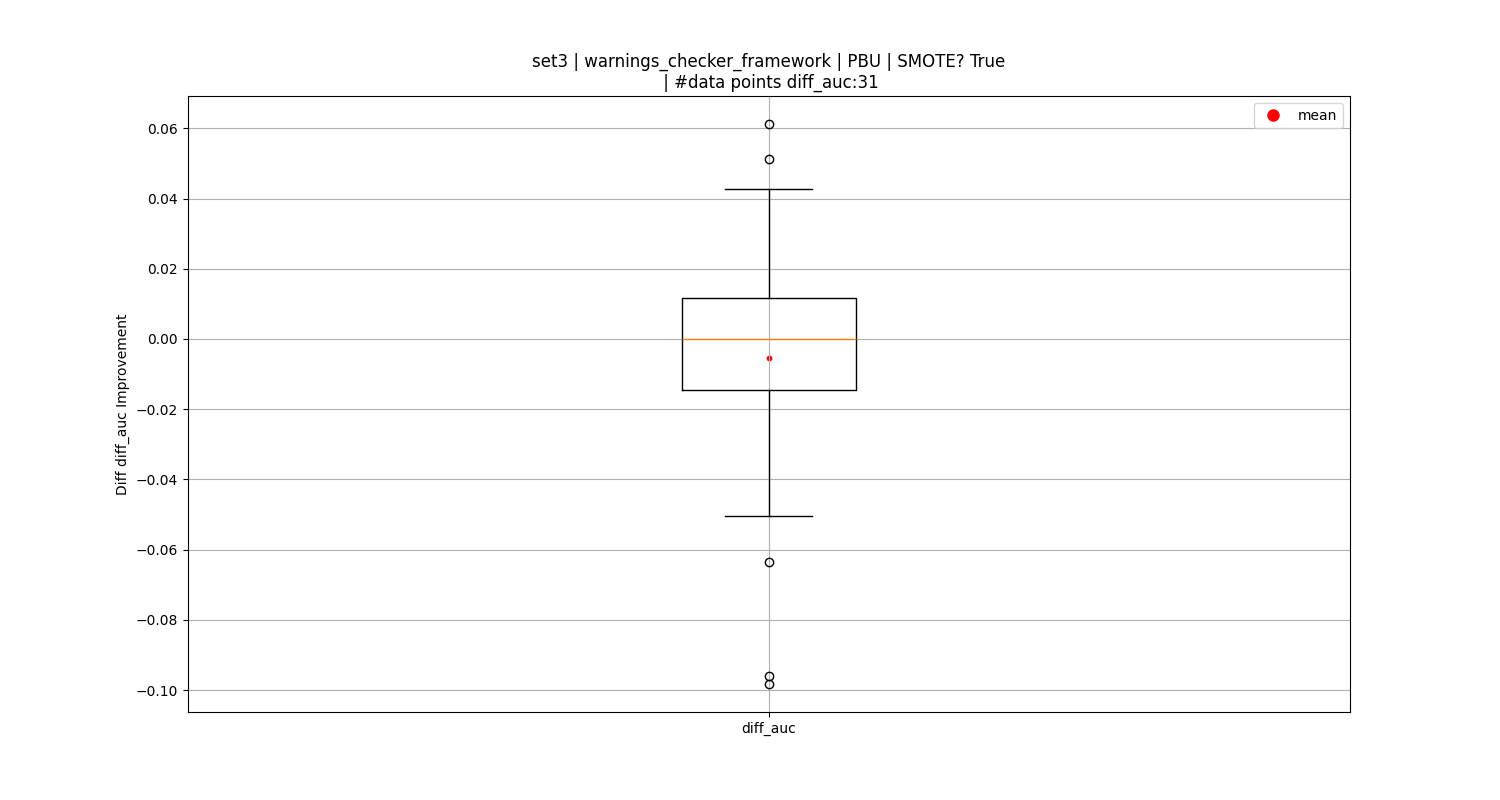 set3 | warnings_checker_framework | PBU | SMOTE? True
| #data points diff_auc:31
mean
0.06
0.04
0.02
0.00
−0.02
−0.04
−0.06
−0.08
−0.10
Diff diff_auc Improvement
diff_auc